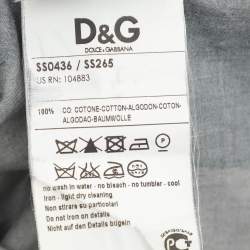 D&G
DOLCE & GABBANA
SS0436 / SS265
US RN: 104883
100% CO: COTONE-COTTON-ALGODON-COTON-
ALGODAO-BAUMWOLLE
no wash in water - no bleach - no tumbler - cool
Iron - light dry cleaning
Non stirare su particolari
Do not iron on details
Nicht auf den Details bügeln